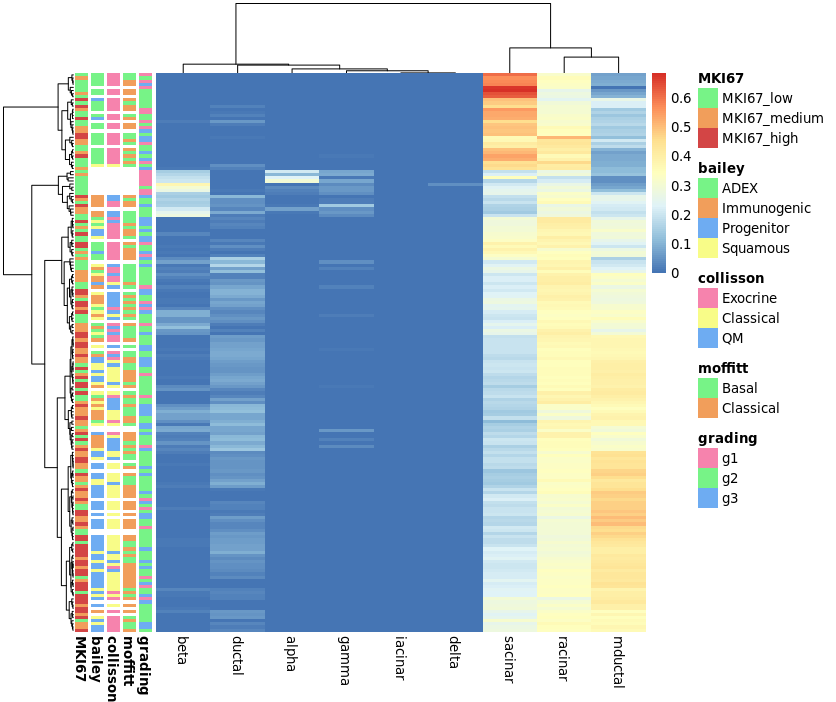 MKI67
MKI67_low
MKI67_medium
MKI67_high
bailey
ADEX
Immunogenic
Progenitor
Squamous
collisson
Exocrine
Classical
QM
moffitt
Basal
Classical
grading
g1
g2
g3
0.6
0.5
0.4
0.3
0.2
0.1
0
MKI67
bailey
collisson
moffitt
grading
beta
ductal
alpha
gamma
iacinar
delta
sacinar
racinar
mductal